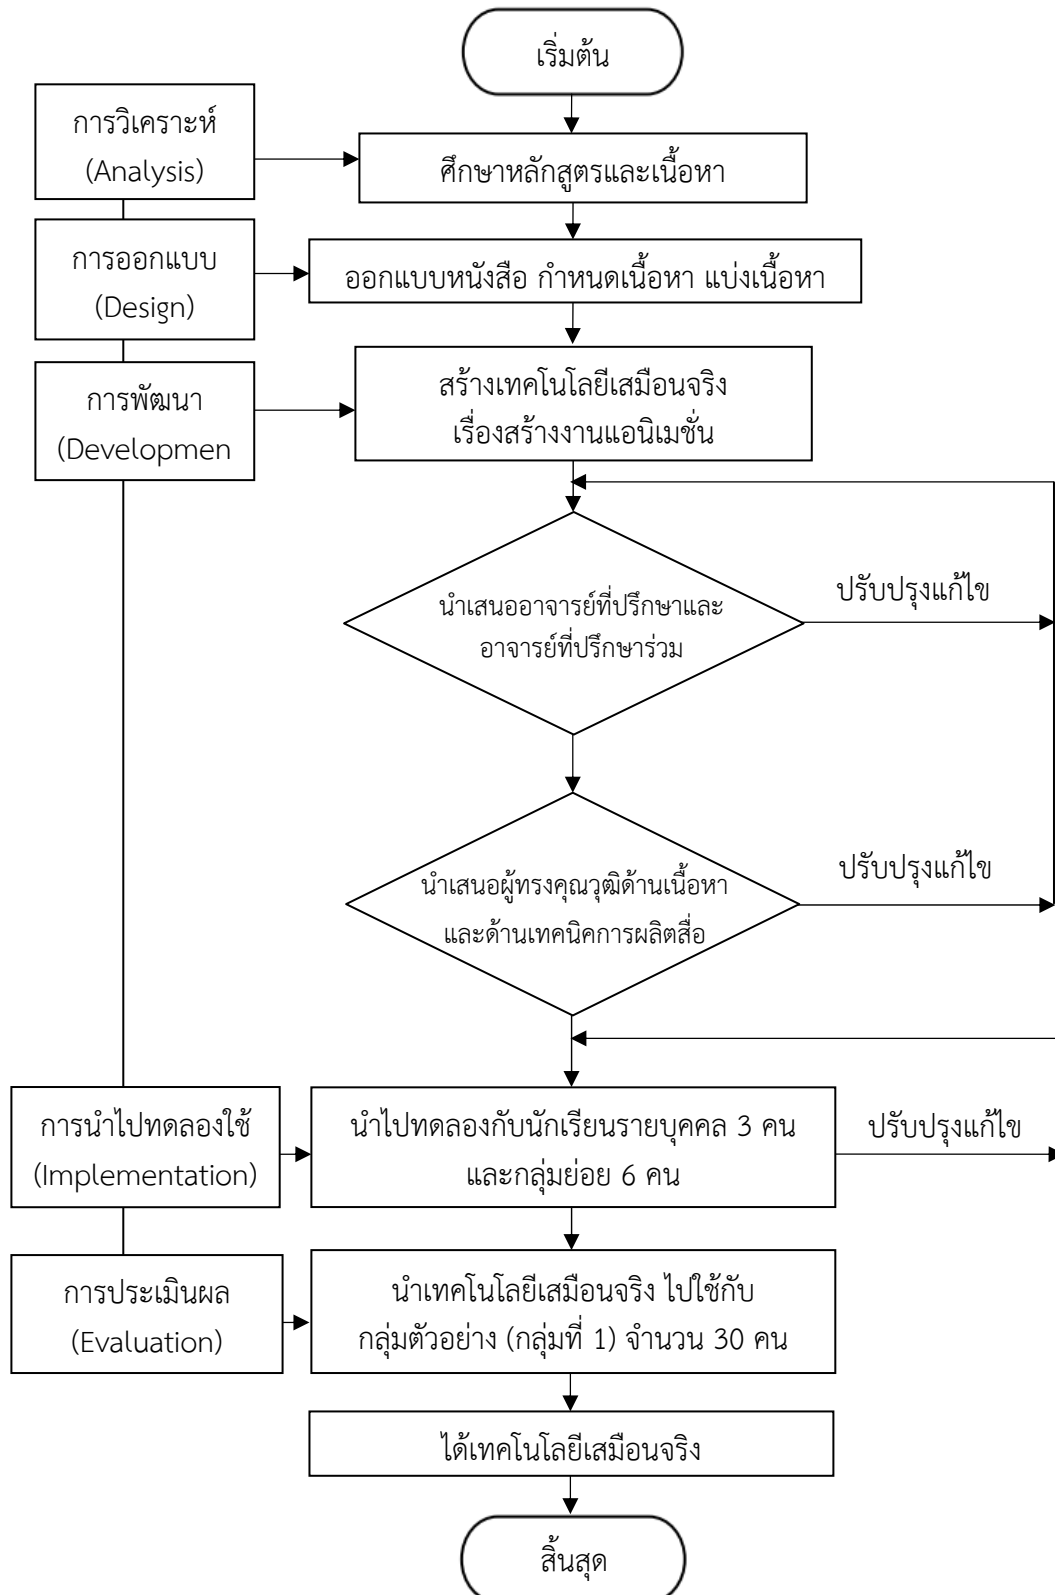 เริ่มต้น
การวิเคราะห์
(Analysis)
ศึกษาหลักสูตรและเนื้อหา
การออกแบบ
(Design)
ออกแบบหนังสือ กำหนดเนื้อหา แบ่งเนื้อหา
การพัฒนา
(Developmen
สร้างเทคโนโลยีเสมือนจริง
เรื่องสร้างงานแอนิเมชั่น
นำเสนออาจารย์ที่ปรึกษาและ
อาจารย์ที่ปรึกษาร่วม
ปรับปรุงแก้ไข
นำเสนอผู้ทรงคุณวุฒิด้านเนื้อหา
และด้านเทคนิคการผลิตสื่อ
ปรับปรุงแก้ไข
การนำไปทดลองใช้
(Implementation)
นำไปทดลองกับนักเรียนรายบุคคล 3 คน
และกลุ่มย่อย 6 คน
ปรับปรุงแก้ไข
การประเมินผล
(Evaluation)
นำเทคโนโลยีเสมือนจริง ไปใช้กับ
กลุ่มตัวอย่าง (กลุ่มที่ 1) จำนวน 30 คน
ได้เทคโนโลยีเสมือนจริง
สิ้นสุด